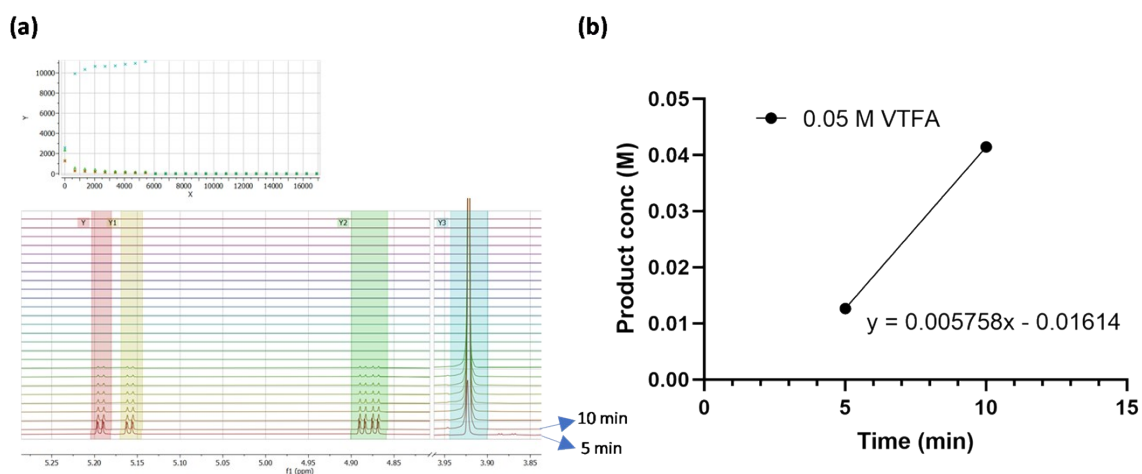 (a)
(b)
10000
8000
6000
4000
2000
0
Y
0 2000 4000 6000 8000 10000 12000 14000 16000
X
Y Y1 Y2 Y3
10 min
5 min
5.25 5.20 5.15 5.10 5.05 5.00 4.95 4.90 4.85 3.95 3.90 3.85
f1 (ppm)
0.05
0.04
0.03
0.02
0.01
0.00
Product conc (M)
0.05 M VTFA
y = 0.005758x - 0.01614
0 5 10 15
Time (min)